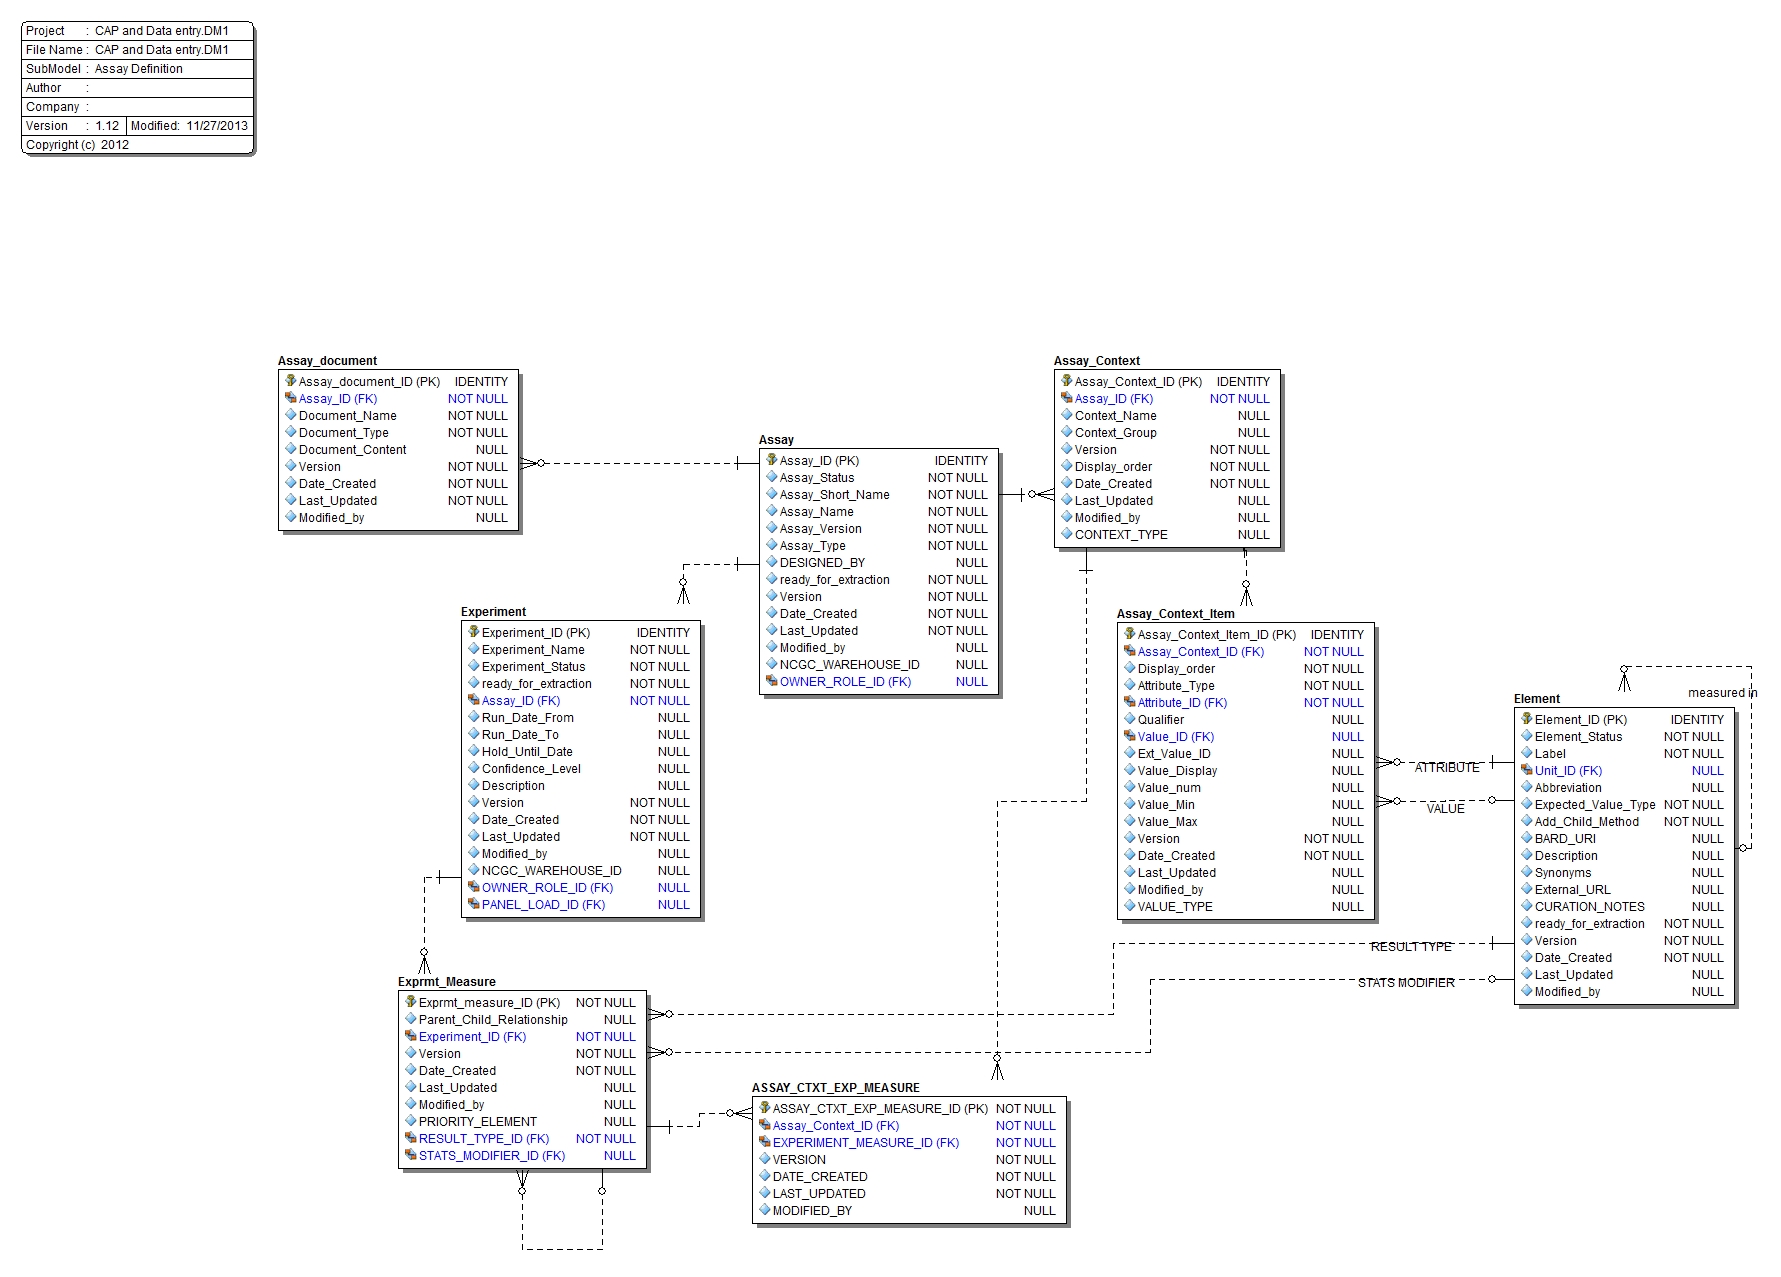 Project : CAP and Data entry.DM1
File Name : CAP and Data entry.DM1
SubModel : Assay Definition
Author :
Company :
Version : 1.12 Modified: 11/27/2013
Copyright (c) 2012
Assay_document
Assay_document_ID (PK) IDENTITY
Assay_ID (FK) NOT NULL
Document_Name NOT NULL
Document_Type NOT NULL
Document_Content NULL
Version NOT NULL
Date_Created NOT NULL
Last_Updated NOT NULL
Modified_by NULL
Assay
Assay_ID (PK) IDENTITY
Assay_Status NOT NULL
Assay_Short_Name NOT NULL
Assay_Name NOT NULL
Assay_Version NOT NULL
Assay_Type NOT NULL
DESIGNED_BY NULL
ready_for_extraction NOT NULL
Version NOT NULL
Date_Created NOT NULL
Last_Updated NOT NULL
Modified_by NULL
NCGC_WAREHOUSE_ID NULL
OWNER_ROLE_ID (FK) NULL
Assay_Context
Assay_Context_ID (PK) IDENTITY
Assay_ID (FK) NOT NULL
Context_Name NULL
Context_Group NULL
Version NOT NULL
Display_order NOT NULL
Date_Created NOT NULL
Last_Updated NULL
Modified_by NULL
CONTEXT_TYPE NULL
Experiment
Experiment_ID (PK) IDENTITY
Experiment_Name NOT NULL
Experiment_Status NOT NULL
ready_for_extraction NOT NULL
Assay_ID (FK) NOT NULL
Run_Date_From NULL
Run_Date_To NULL
Hold_Until_Date NULL
Confidence_Level NULL
Description NULL
Version NOT NULL
Date_Created NOT NULL
Last_Updated NOT NULL
Modified_by NULL
NCGC_WAREHOUSE_ID NULL
OWNER_ROLE_ID (FK) NULL
PANEL_LOAD_ID (FK) NULL
Assay_Context_Item
Assay_Context_Item_ID (PK) IDENTITY
Assay_Context_ID (FK) NOT NULL
Display_order NOT NULL
Attribute_Type NOT NULL
Attribute_ID (FK) NOT NULL
Qualifier NULL
Value_ID (FK) NULL
Ext_Value_ID NULL
Value_Display NULL
Value_num NULL
Value_Min NULL
Value_Max NULL
Version NOT NULL
Date_Created NOT NULL
Last_Updated NULL
Modified_by NULL
VALUE_TYPE NULL
measured in
Element
Element_ID (PK) IDENTITY
Element_Status NOT NULL
Label NOT NULL
Unit_ID (FK) NULL
Abbreviation NULL
Expected_Value_Type NOT NULL
Add_Child_Method NOT NULL
BARD_URI NULL
Description NULL
Synonyms NULL
External_URL NULL
CURATION_NOTES NULL
ready_for_extraction NOT NULL
Version NOT NULL
Date_Created NOT NULL
Last_Updated NULL
Modified_by NULL
ATTRIBUTE
VALUE
RESULT TYPE
STATS MODIFIER
Exprmt_Measure
Exprmt_measure_ID (PK) NOT NULL
Parent_Child_Relationship NULL
Experiment_ID (FK) NOT NULL
Version NOT NULL
Date_Created NOT NULL
Last_Updated NULL
Modified_by NULL
PRIORITY_ELEMENT NULL
RESULT_TYPE_ID (FK) NOT NULL
STATS_MODIFIER_ID (FK) NULL
ASSAY_CTXT_EXP_MEASURE
ASSAY_CTXT_EXP_MEASURE_ID (PK) NOT NULL
Assay_Context_ID (FK) NOT NULL
EXPERIMENT_MEASURE_ID (FK) NOT NULL
VERSION NOT NULL
DATE_CREATED NOT NULL
LAST_UPDATED NOT NULL
MODIFIED_BY NULL